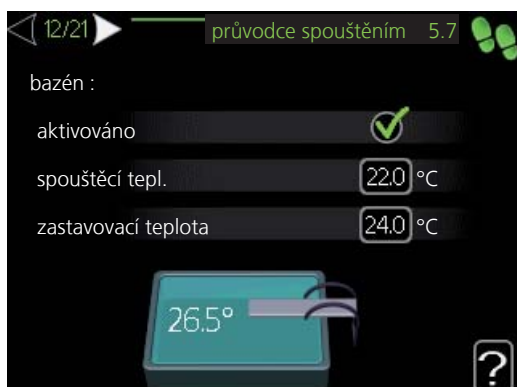 12/21 průvodce spouštěním 5.7
bazén :
aktivováno
spouštěcí tepl. 22.0 °C
zastavovací teplota 24.0 °C
26.5°
?